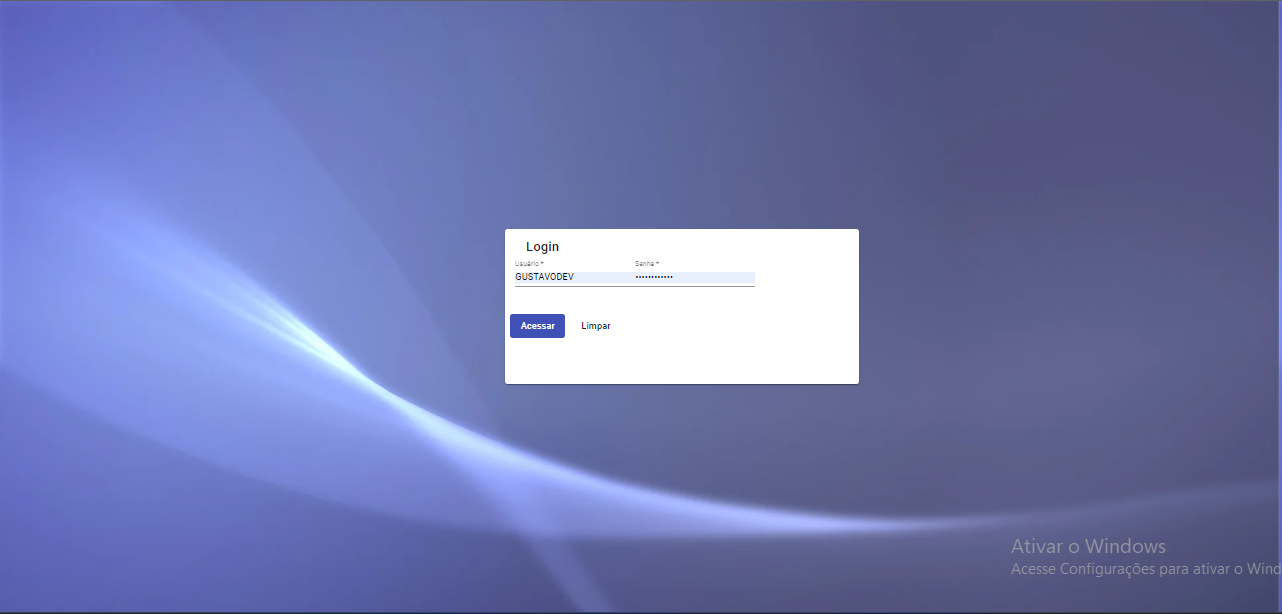 Login
Usuário * Senha *
GUSTAVODEV ••••••••••••
Acessar Limpar
Ativar o Windows
Acesse Configurações para ativar o Wind